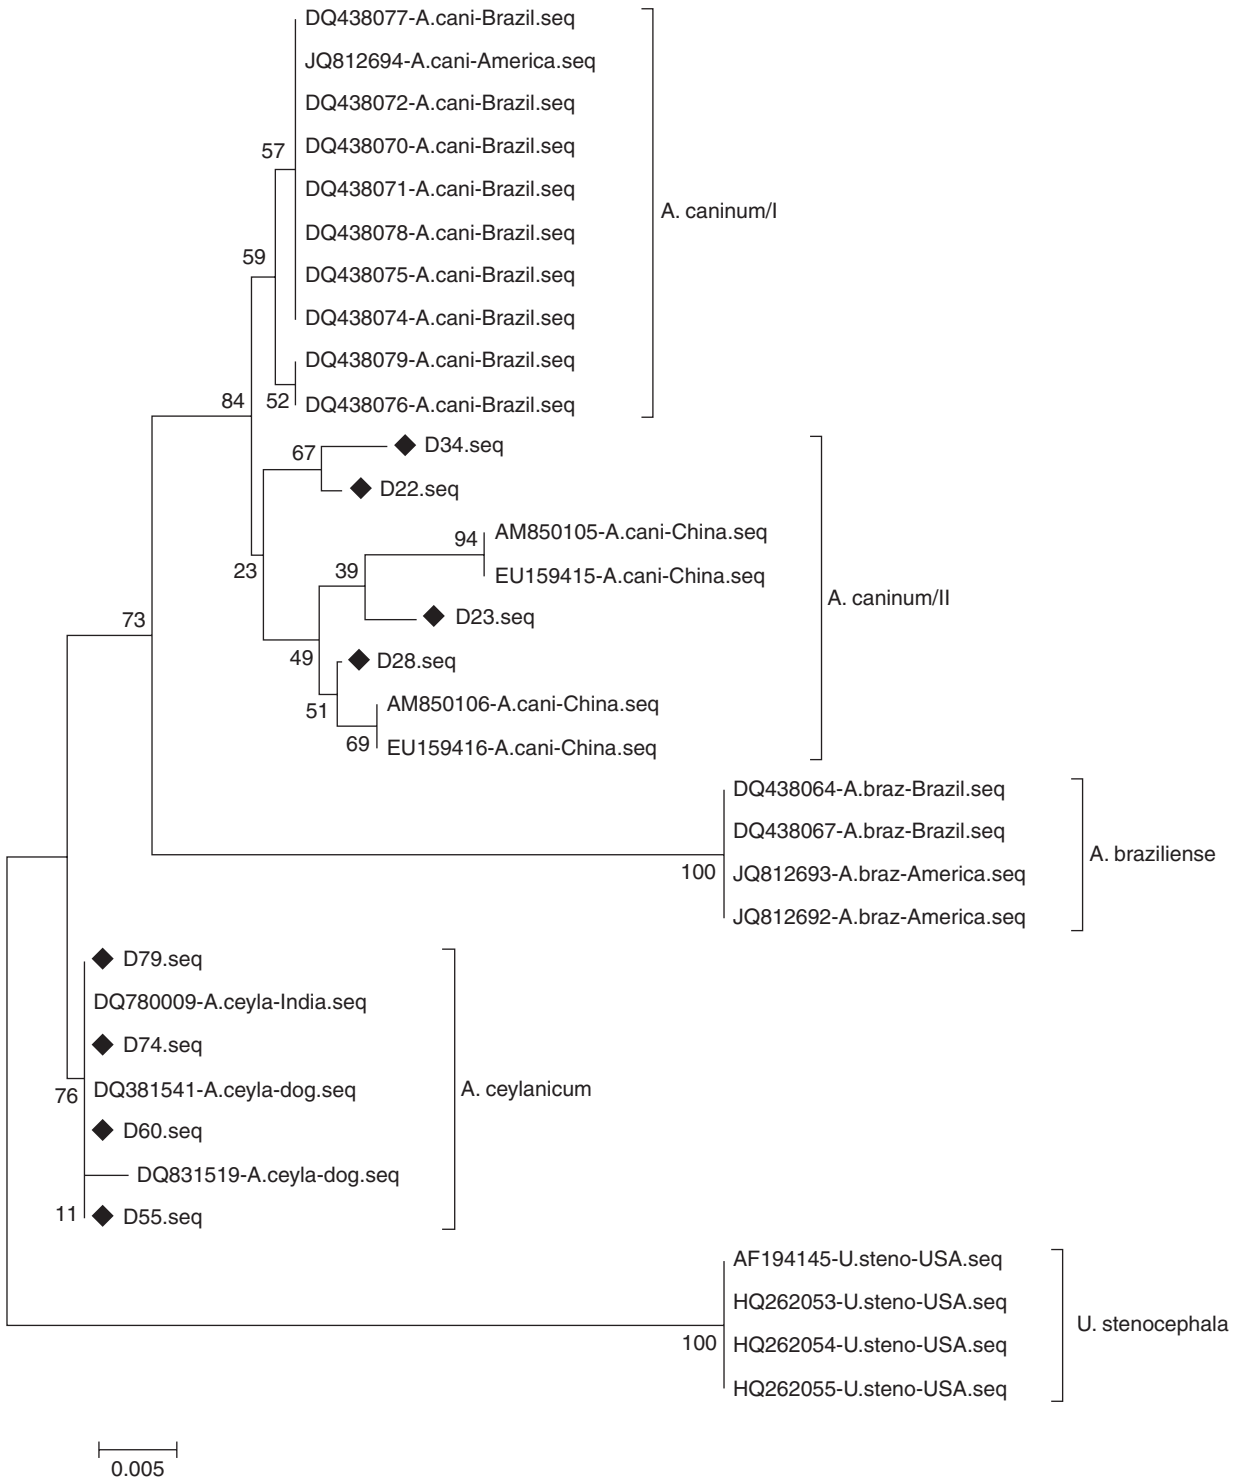 DQ438077-A.cani-Brazil.seq
JQ812694-A.cani-America.seq
DQ438072-A.cani-Brazil.seq
57
DQ438070-A.cani-Brazil.seq
DQ438071-A.cani-Brazil.seq
A. caninum/I
DQ438078-A.cani-Brazil.seq
59
DQ438075-A.cani-Brazil.seq
DQ438074-A.cani-Brazil.seq
DQ438079-A.cani-Brazil.seq
84
52
DQ438076-A.cani-Brazil.seq
67
D34.seq
D22.seq
94
AM850105-A.cani-China.seq
23
39
EU159415-A.cani-China.seq
A. caninum/II
73
D23.seq
49
D28.seq
51
AM850106-A.cani-China.seq
69
EU159416-A.cani-China.seq
DQ438064-A.braz-Brazil.seq
DQ438067-A.braz-Brazil.seq
A. braziliense
100
JQ812693-A.braz-America.seq
JQ812692-A.braz-America.seq
D79.seq
DQ780009-A.ceyla-India.seq
D74.seq
76
DQ381541-A.ceyla-dog.seq
A. ceylanicum
D60.seq
DQ831519-A.ceyla-dog.seq
11
D55.seq
AF194145-U.steno-USA.seq
HQ262053-U.steno-USA.seq
U. stenocephala
100
HQ262054-U.steno-USA.seq
HQ262055-U.steno-USA.seq
0.005